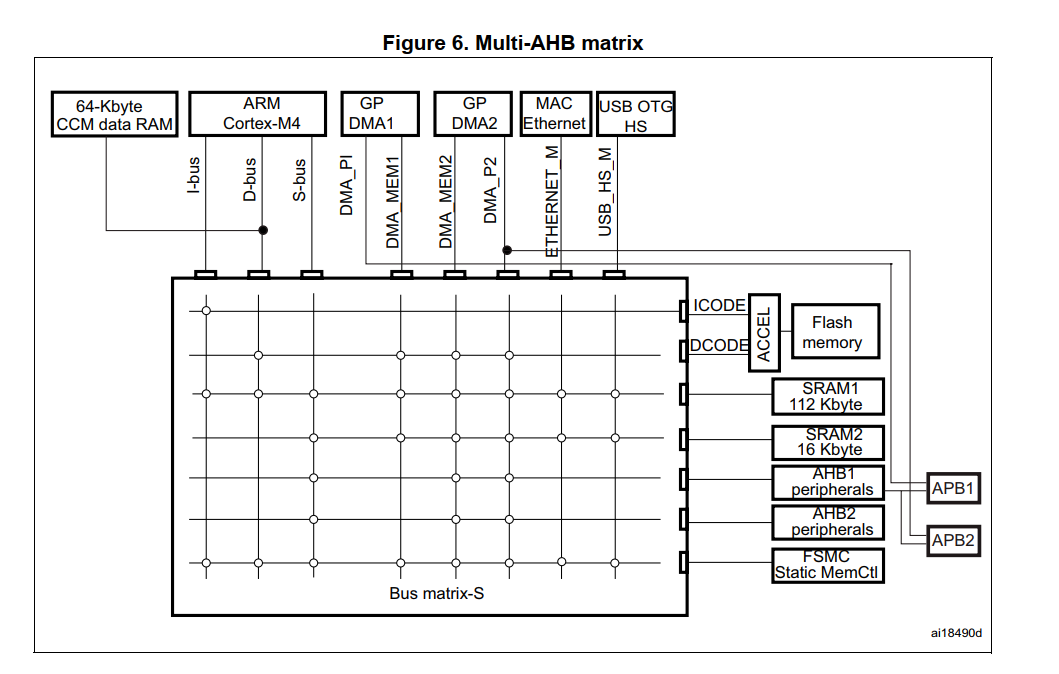 Figure 6. Multi-AHB matrix
64-Kbyte
CCM data RAM
ARM
Cortex-M4
GP
DMA1
GP
DMA2
MAC
Ethernet
USB OTG
HS
I-bus
D-bus
S-bus
DMA_PI
DMA_MEM1
DMA_MEM2
DMA_P2
ETHERNET_M
USB_HS_M
ICODE
DCODE
ACCEL
Flash
memory
SRAM1
112 Kbyte
SRAM2
16 Kbyte
AHB1
peripherals
AHB2
peripherals
FSMC
Static MemCtl
APB1
APB2
Bus matrix-S
ai18490d